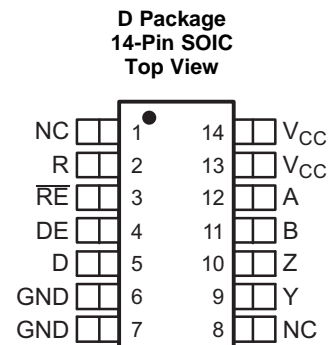 D Package
14-Pin SOIC
Top View
NC 1 14 VCC
R 2 13 VCC
RE 3 12 A
DE 4 11 B
D 5 10 Z
GND 6 9 Y
GND 7 8 NC